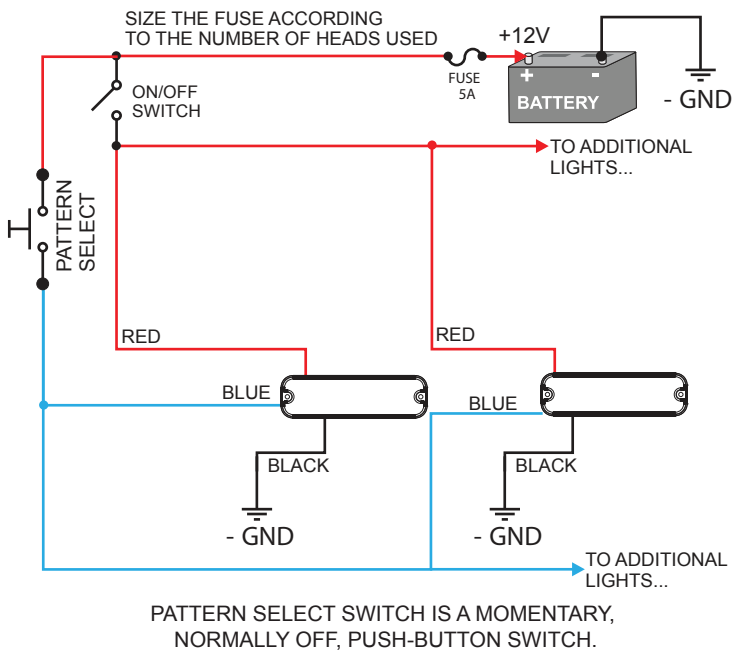 SIZE THE FUSE ACCORDING
TO THE NUMBER OF HEADS USED
+12V
FUSE
5A
+ -
BATTERY
- GND
ON/OFF
SWITCH
TO ADDITIONAL
LIGHTS...
PATTERN
SELECT
RED
RED
BLUE
BLUE
BLACK
BLACK
- GND
- GND
TO ADDITIONAL
LIGHTS...
PATTERN SELECT SWITCH IS A MOMENTARY,
NORMALLY OFF, PUSH-BUTTON SWITCH.